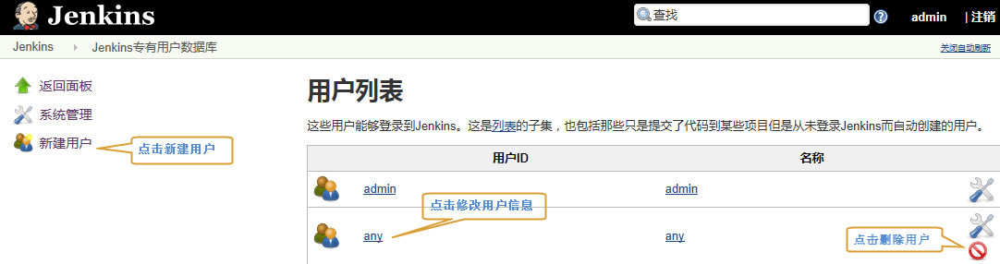 Jenkins
查找
admin
| 注销
Jenkins
Jenkins专有用户数据库
关闭自动刷新
返回面板
系统管理
新建用户
点击新建用户
用户列表
这些用户能够登录到Jenkins。这是列表的子集，也包括那些只是提交了代码到某些项目但是从未登录Jenkins而自动创建的用户。
用户ID
名称
admin
admin
点击修改用户信息
any
any
点击删除用户